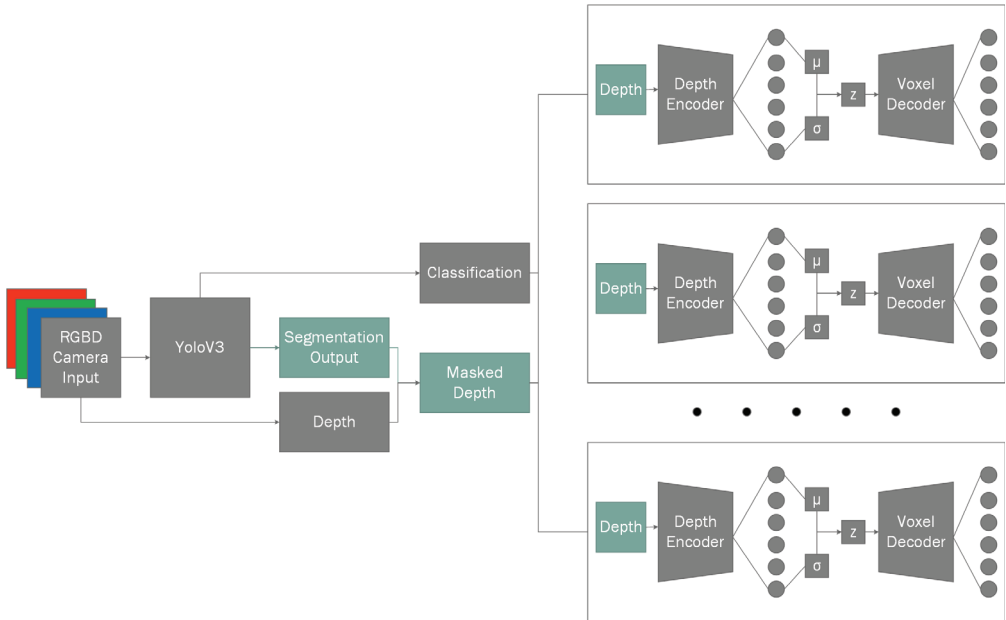 RGBD
Camera
Input
YoloV3
Segmentation
Output
Depth
Classification
Masked
Depth
Depth
Depth
Encoder
μ
σ
z
Voxel
Decoder
Depth
Depth
Encoder
μ
σ
z
Voxel
Decoder
Depth
Depth
Encoder
μ
σ
z
Voxel
Decoder